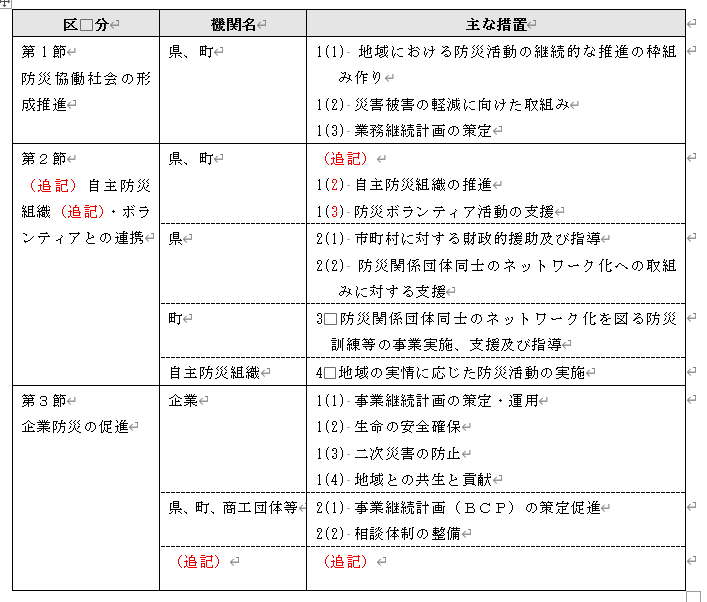 区□分
機関名
主な措置
第１節
防災協働社会の形
成推進
県、町
1(1) 地域における防災活動の継続的な推進の枠組
み作り
1(2) 災害被害の軽減に向けた取組み
1(3) 業務継続計画の策定
第２節
（追記）自主防災
組織（追記）・ボラ
ンティアとの連携
県、町
（追記）
1(2) 自主防災組織の推進
1(3) 防災ボランティア活動の支援
県
2(1) 市町村に対する財政的援助及び指導
2(2) 防災関係団体同士のネットワーク化への取組
みに対する支援
町
3□防災関係団体同士のネットワーク化を図る防災
訓練等の事業実施、支援及び指導
自主防災組織
4□地域の実情に応じた防災活動の実施
第３節
企業防災の促進
企業
1(1) 事業継続計画の策定・運用
1(2) 生命の安全確保
1(3) 二次災害の防止
1(4) 地域との共生と貢献
県、町、商工団体等
2(1) 事業継続計画（ＢＣＰ）の策定促進
2(2) 相談体制の整備
（追記）
（追記）